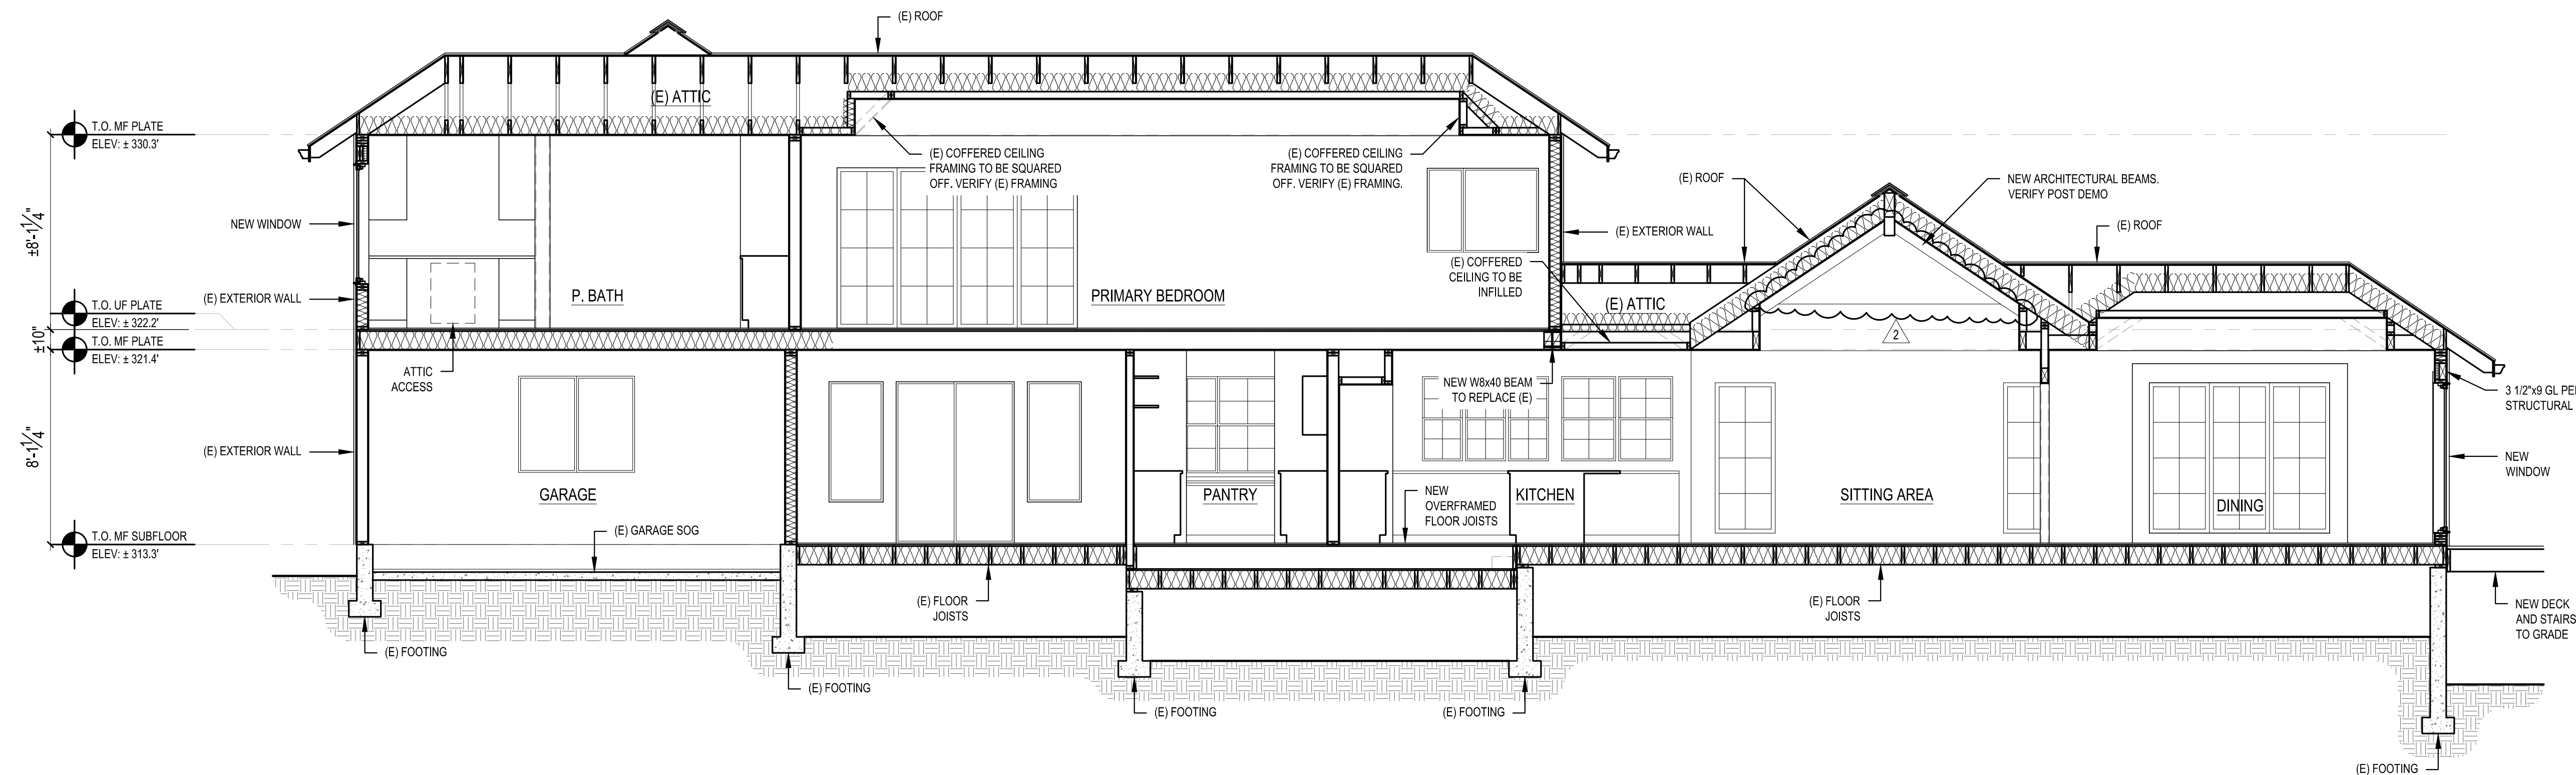 (E) ROOF
(E) ATTIC
T.O. MF PLATE
ELEV: ± 330.3'
(E) COFFERED CEILING
FRAMING TO BE SQUARED
OFF. VERIFY (E) FRAMING
(E) COFFERED CEILING
FRAMING TO BE SQUARED
OFF. VERIFY (E) FRAMING.
(E) ROOF
NEW ARCHITECTURAL BEAMS.
VERIFY POST DEMO
(E) ROOF
±8'-1 1/4"
NEW WINDOW
(E) EXTERIOR WALL
(E) COFFERED
CEILING TO BE
INFILLED
(E) EXTERIOR WALL
P. BATH
PRIMARY BEDROOM
(E) ATTIC
T.O. UF PLATE
ELEV: ± 322.2'
±10"
T.O. MF PLATE
ELEV: ± 321.4'
2
ATTIC
ACCESS
NEW W8x40 BEAM
TO REPLACE (E)
3 1/2"x9 GL PE
STRUCTURAL
8'-1 1/4"
(E) EXTERIOR WALL
NEW
WINDOW
GARAGE
PANTRY
NEW
OVERFRAMED
FLOOR JOISTS
KITCHEN
SITTING AREA
DINING
(E) GARAGE SOG
T.O. MF SUBFLOOR
ELEV: ± 313.3'
(E) FLOOR
JOISTS
(E) FLOOR
JOISTS
NEW DECK
AND STAIRS
TO GRADE
(E) FOOTING
(E) FOOTING
(E) FOOTING
(E) FOOTING
(E) FOOTING